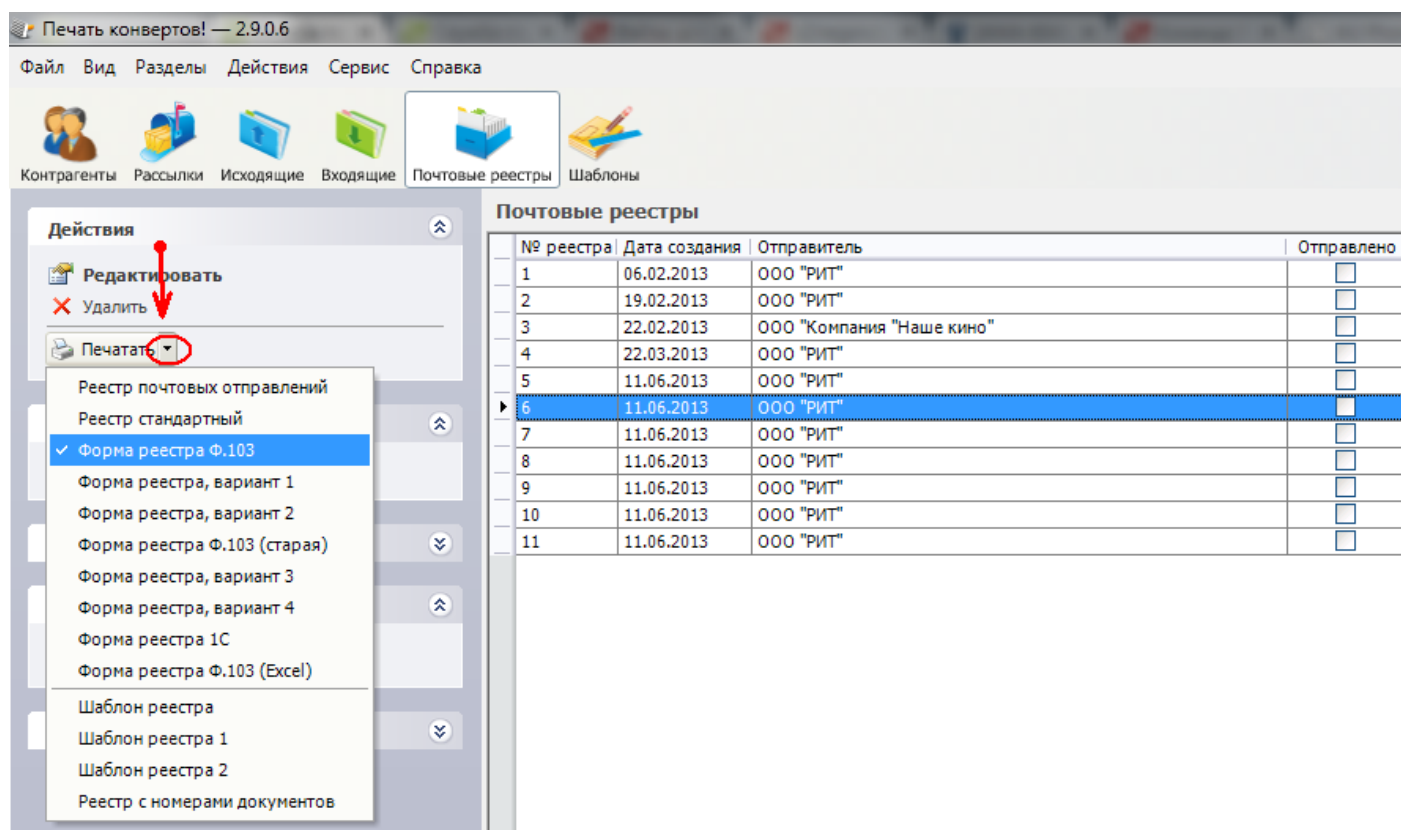 Печать конвертов! — 2.9.0.6
Файл Вид Разделы Действия Сервис Справка
Контрагенты Рассылки Исходящие Входящие Почтовые реестры Шаблоны
Действия
Редактировать
Удалить
Печатать
Реестр почтовых отправлений
Реестр стандартный
Форма реестра Ф.103
Форма реестра, вариант 1
Форма реестра, вариант 2
Форма реестра Ф.103 (старая)
Форма реестра, вариант 3
Форма реестра, вариант 4
Форма реестра 1С
Форма реестра Ф.103 (Excel)
Шаблон реестра
Шаблон реестра 1
Шаблон реестра 2
Реестр с номерами документов
Почтовые реестры
№ реестра Дата создания Отправитель Отправлено
1 06.02.2013 ООО "РИТ"
2 19.02.2013 ООО "РИТ"
3 22.02.2013 ООО "Компания "Наше кино"
4 22.03.2013 ООО "РИТ"
5 11.06.2013 ООО "РИТ"
6 11.06.2013 ООО "РИТ"
7 11.06.2013 ООО "РИТ"
8 11.06.2013 ООО "РИТ"
9 11.06.2013 ООО "РИТ"
10 11.06.2013 ООО "РИТ"
11 11.06.2013 ООО "РИТ"